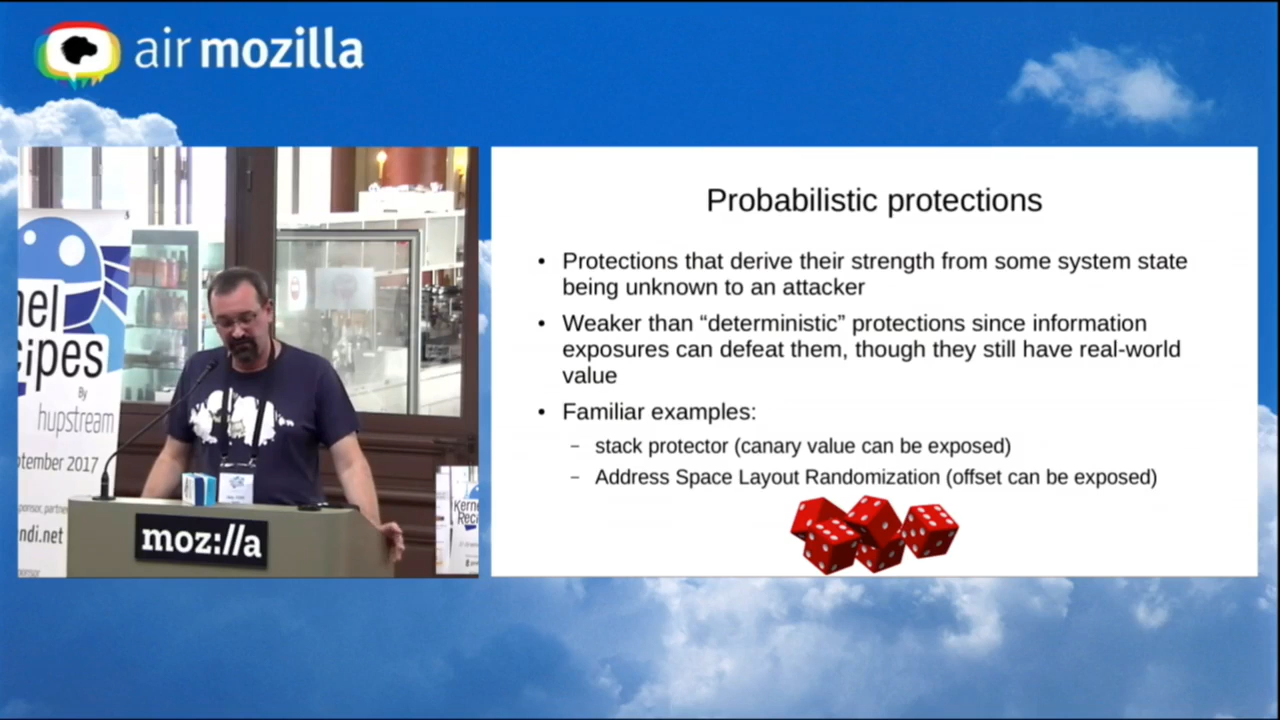 air mozilla
nel
cipes
By
hupstream
tember 2017
ndi.net
moz://a
Kernel
Reci
Probabilistic protections
• Protections that derive their strength from some system state
being unknown to an attacker
• Weaker than “deterministic” protections since information
exposures can defeat them, though they still have real-world
value
• Familiar examples:
– stack protector (canary value can be exposed)
– Address Space Layout Randomization (offset can be exposed)